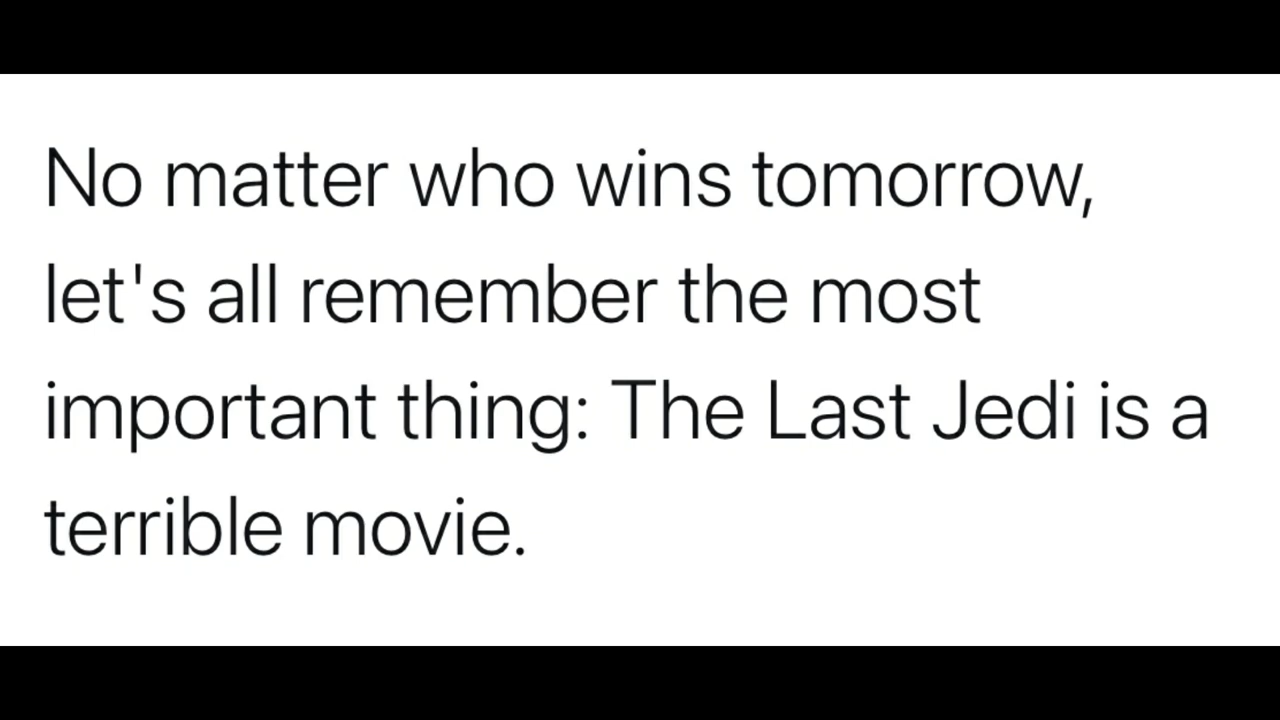 No matter who wins tomorrow,
let's all remember the most
important thing: The Last Jedi is a
terrible movie.